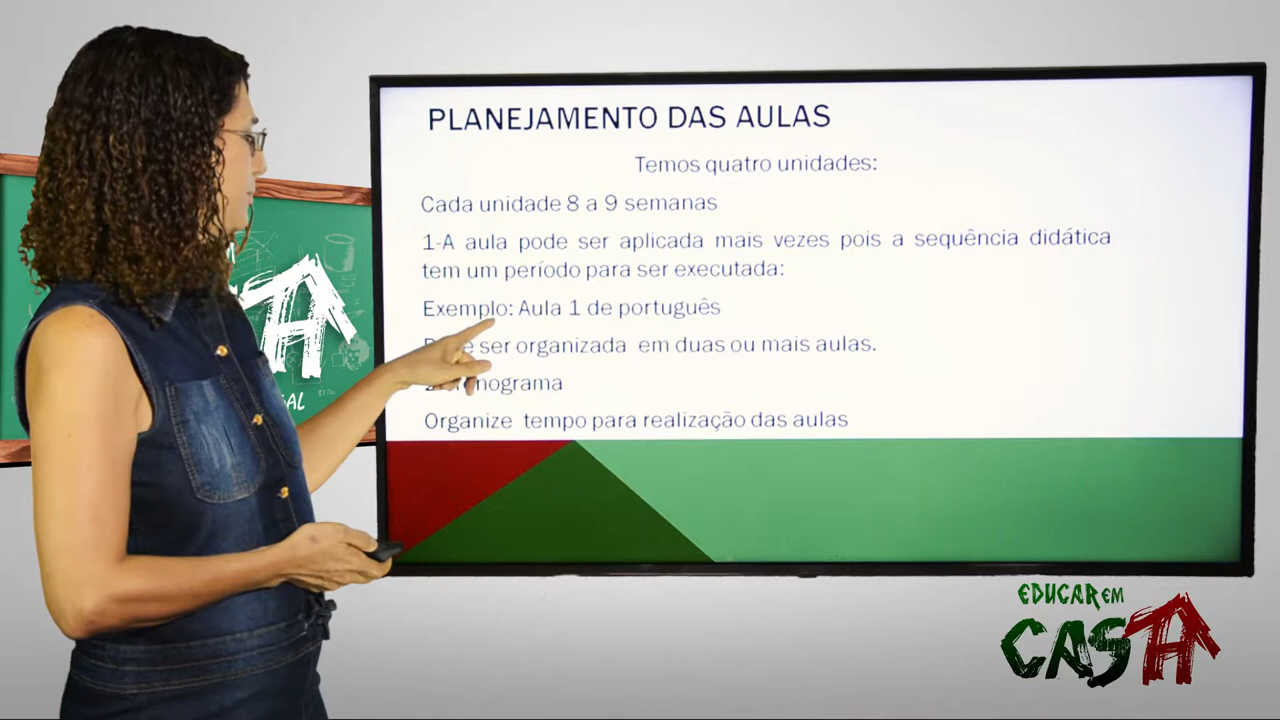 PLANEJAMENTO DAS AULAS
Temos quatro unidades:
Cada unidade 8 a 9 semanas
1-A aula pode ser aplicada mais vezes pois a sequência didática
tem um período para ser executada:
Exemplo: Aula 1 de português
ser organizada em duas ou mais aulas.
Organize tempo para realização das aulas
EDUCAR EM
CASA